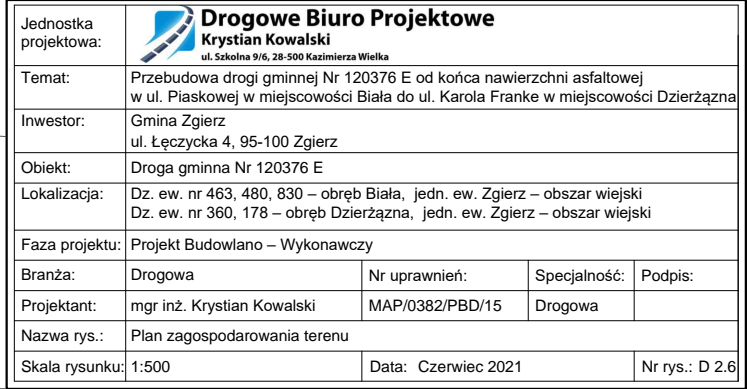 Jednostka
projektowa:
Drogowe Biuro Projektowe
Krystian Kowalski
ul. Szkolna 9/6, 28-500 Kazimierza Wielka
Temat: Przebudowa drogi gminnej Nr 120376 E od końca nawierzchni asfaltowej
w ul. Piaskowej w miejscowości Biała do ul. Karola Franke w miejscowości Dzierżązna
Inwestor: Gmina Zgierz
ul. Łęczycka 4, 95-100 Zgierz
Obiekt: Droga gminna Nr 120376 E
Lokalizacja: Dz. ew. nr 463, 480, 830 – obręb Biała, jedn. ew. Zgierz – obszar wiejski
Dz. ew. nr 360, 178 – obręb Dzierżązna, jedn. ew. Zgierz – obszar wiejski
Faza projektu: Projekt Budowlano – Wykonawczy
Branża: Drogowa Nr uprawnień: Specjalność: Podpis:
Projektant: mgr inż. Krystian Kowalski MAP/0382/PBD/15 Drogowa
Nazwa rys.: Plan zagospodarowania terenu
Skala rysunku: 1:500 Data: Czerwiec 2021 Nr rys.: D 2.6